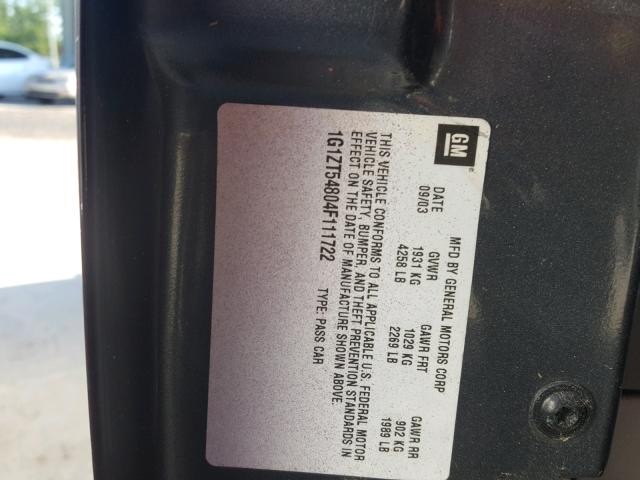 GM
MFD BY GENERAL MOTORS CORP
DATE GVWR GAWR FRT GAWR RR
09/03 1931 KG 1029 KG 902 KG
4258 LB 2269 LB 1989 LB
THIS VEHICLE CONFORMS TO ALL APPLICABLE U.S. FEDERAL MOTOR
VEHICLE SAFETY, BUMPER, AND THEFT PREVENTION STANDARDS IN
EFFECT ON THE DATE OF MANUFACTURE SHOWN ABOVE.
1G1ZT54804F111722 TYPE: PASS CAR